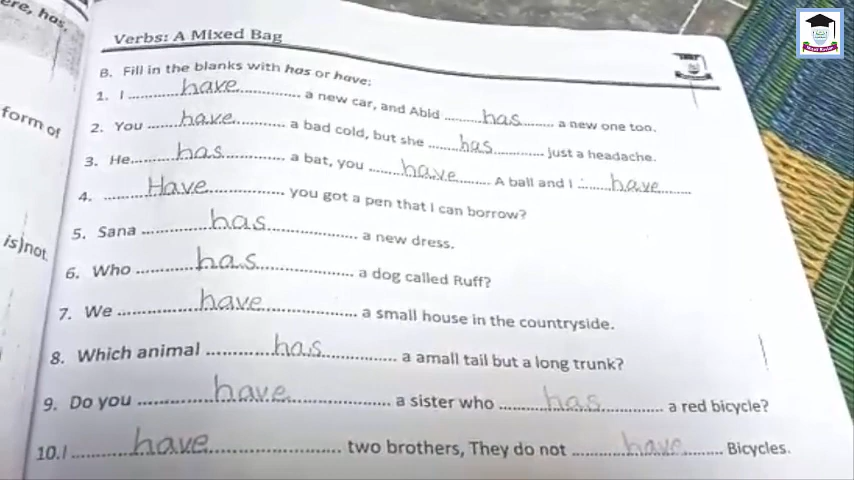 ere, has.
Verbs: A Mixed Bag
B. Fill in the blanks with has or have:
1. I ...have... a new car, and Abid ...has... a new one too.
form of
2. You ...have... a bad cold, but she ...has... just a headache.
3. He...has... a bat, you ...have... A ball and I ...have...
4. ...Have... you got a pen that I can borrow?
is)not
5. Sana ...has... a new dress.
6. Who ...has... a dog called Ruff?
7. We ...have... a small house in the countryside.
8. Which animal ...has... a amall tail but a long trunk?
9. Do you ...have... a sister who ...has... a red bicycle?
10.I ...have... two brothers, They do not ...have... Bicycles.